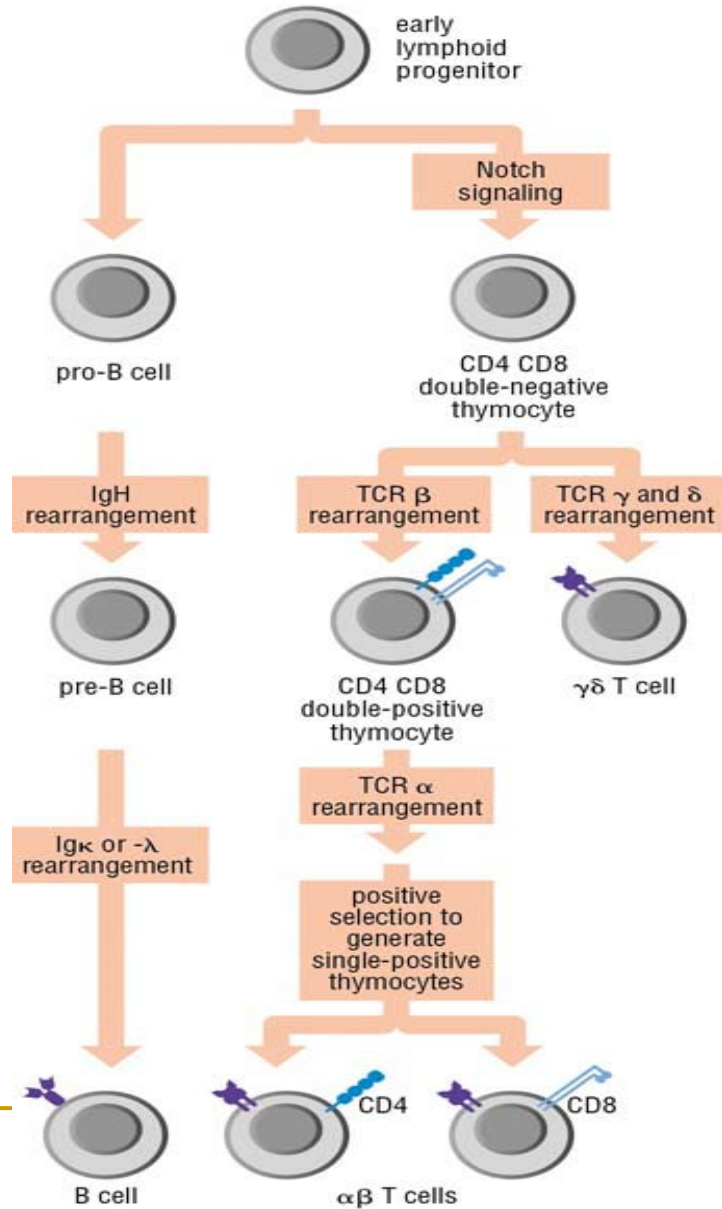 early
lymphoid
progenitor
Notch
signaling
pro-B cell
CD4 CD8
double-negative
thymocyte
IgH
rearrangement
TCR β
rearrangement
TCR γ and δ
rearrangement
pre-B cell
CD4 CD8
double-positive
thymocyte
γδ T cell
TCR α
rearrangement
Igκ or -λ
rearrangement
positive
selection to
generate
single-positive
thymocytes
CD4
CD8
B cell
αβ T cells